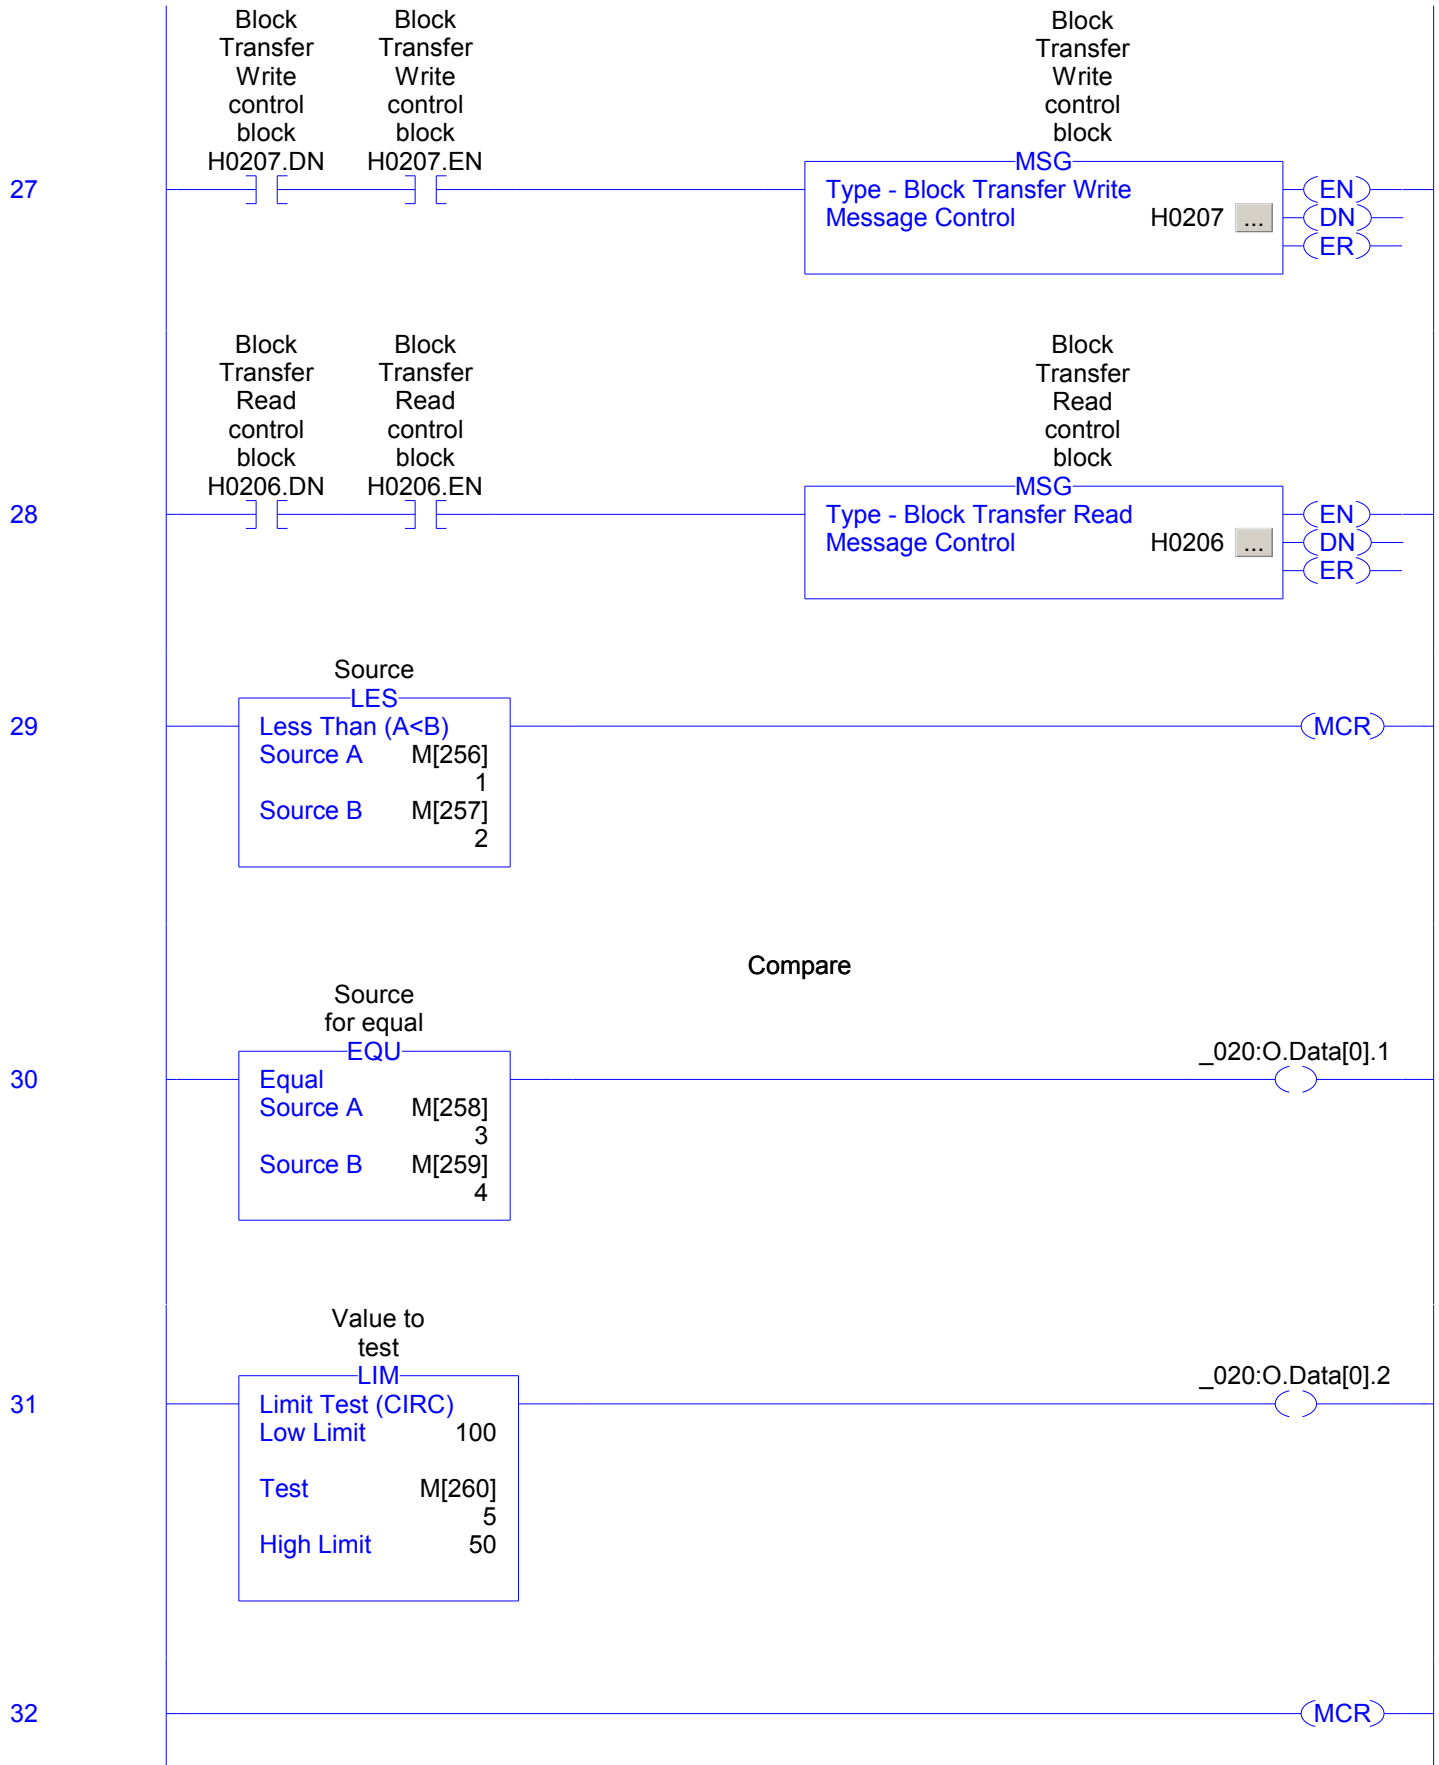 Block Transfer Write control block H0207.DN
Block Transfer Write control block H0207.EN
Block Transfer Write control block
MSG
27
Type - Block Transfer Write
Message Control H0207 ...
EN
DN
ER
Block Transfer Read control block H0206.DN
Block Transfer Read control block H0206.EN
Block Transfer Read control block
MSG
28
Type - Block Transfer Read
Message Control H0206 ...
EN
DN
ER
Source
LES
29
Less Than (A<B)
Source A M[256]
1
Source B M[257]
2
MCR
Compare
Source
for equal
EQU
30
Equal
Source A M[258]
3
Source B M[259]
4
_020:O.Data[0].1
Value to
test
LIM
31
Limit Test (CIRC)
Low Limit 100
Test M[260]
5
High Limit 50
_020:O.Data[0].2
32
MCR